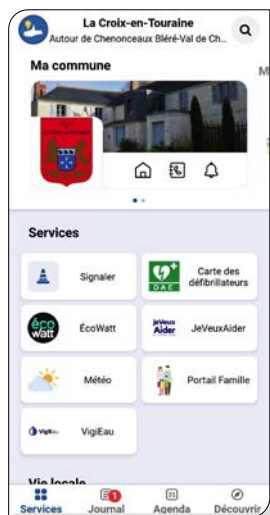 La Croix-en-Touraine
Autour de Chenonceaux Bléré-Val de Ch...
Ma commune
M
Services
Signaler
DAE
Carte des
défibrillateurs
éco
watt
ÉcoWatt
jeVeux
Aider
JeVeuxAider
Météo
Portail Famille
VigiEau
VigiEau
Vie locale
1
31
Services
Journal
Agenda
Découvrir